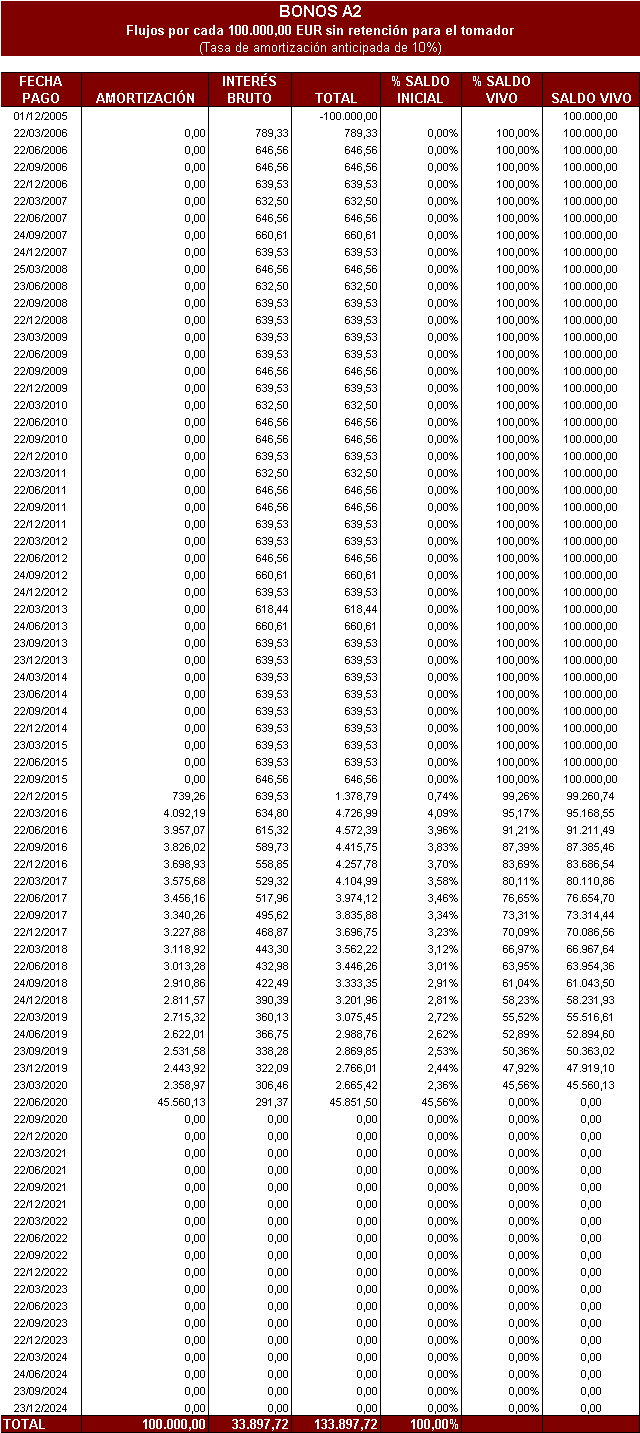 BONOS A2
Flujos por cada 100.000,00 EUR sin retención para el tomador
(Tasa de amortización anticipada de 10%)
FECHA PAGO AMORTIZACIÓN INTERÉS BRUTO TOTAL % SALDO INICIAL % SALDO VIVO SALDO VIVO
01/12/2005 -100.000,00 100.000,00
22/03/2006 0,00 789,33 789,33 0,00% 100,00% 100.000,00
22/06/2006 0,00 646,56 646,56 0,00% 100,00% 100.000,00
22/09/2006 0,00 646,56 646,56 0,00% 100,00% 100.000,00
22/12/2006 0,00 639,53 639,53 0,00% 100,00% 100.000,00
22/03/2007 0,00 632,50 632,50 0,00% 100,00% 100.000,00
22/06/2007 0,00 646,56 646,56 0,00% 100,00% 100.000,00
24/09/2007 0,00 660,61 660,61 0,00% 100,00% 100.000,00
24/12/2007 0,00 639,53 639,53 0,00% 100,00% 100.000,00
25/03/2008 0,00 646,56 646,56 0,00% 100,00% 100.000,00
23/06/2008 0,00 632,50 632,50 0,00% 100,00% 100.000,00
22/09/2008 0,00 639,53 639,53 0,00% 100,00% 100.000,00
22/12/2008 0,00 639,53 639,53 0,00% 100,00% 100.000,00
23/03/2009 0,00 639,53 639,53 0,00% 100,00% 100.000,00
22/06/2009 0,00 639,53 639,53 0,00% 100,00% 100.000,00
22/09/2009 0,00 646,56 646,56 0,00% 100,00% 100.000,00
22/12/2009 0,00 639,53 639,53 0,00% 100,00% 100.000,00
22/03/2010 0,00 632,50 632,50 0,00% 100,00% 100.000,00
22/06/2010 0,00 646,56 646,56 0,00% 100,00% 100.000,00
22/09/2010 0,00 646,56 646,56 0,00% 100,00% 100.000,00
22/12/2010 0,00 639,53 639,53 0,00% 100,00% 100.000,00
22/03/2011 0,00 632,50 632,50 0,00% 100,00% 100.000,00
22/06/2011 0,00 646,56 646,56 0,00% 100,00% 100.000,00
22/09/2011 0,00 646,56 646,56 0,00% 100,00% 100.000,00
22/12/2011 0,00 639,53 639,53 0,00% 100,00% 100.000,00
22/03/2012 0,00 639,53 639,53 0,00% 100,00% 100.000,00
22/06/2012 0,00 646,56 646,56 0,00% 100,00% 100.000,00
24/09/2012 0,00 660,61 660,61 0,00% 100,00% 100.000,00
24/12/2012 0,00 639,53 639,53 0,00% 100,00% 100.000,00
22/03/2013 0,00 618,44 618,44 0,00% 100,00% 100.000,00
24/06/2013 0,00 660,61 660,61 0,00% 100,00% 100.000,00
23/09/2013 0,00 639,53 639,53 0,00% 100,00% 100.000,00
23/12/2013 0,00 639,53 639,53 0,00% 100,00% 100.000,00
24/03/2014 0,00 639,53 639,53 0,00% 100,00% 100.000,00
23/06/2014 0,00 639,53 639,53 0,00% 100,00% 100.000,00
22/09/2014 0,00 639,53 639,53 0,00% 100,00% 100.000,00
22/12/2014 0,00 639,53 639,53 0,00% 100,00% 100.000,00
23/03/2015 0,00 639,53 639,53 0,00% 100,00% 100.000,00
22/06/2015 0,00 639,53 639,53 0,00% 100,00% 100.000,00
22/09/2015 0,00 646,56 646,56 0,00% 100,00% 100.000,00
22/12/2015 739,26 639,53 1.378,79 0,74% 99,26% 99.260,74
22/03/2016 4.092,19 634,80 4.726,99 4,09% 95,17% 95.168,55
22/06/2016 3.957,07 615,32 4.572,39 3,96% 91,21% 91.211,49
22/09/2016 3.826,02 589,73 4.415,75 3,83% 87,39% 87.385,46
22/12/2016 3.698,93 558,85 4.257,78 3,70% 83,69% 83.686,54
22/03/2017 3.575,68 529,32 4.104,99 3,58% 80,11% 80.110,86
22/06/2017 3.456,16 517,96 3.974,12 3,46% 76,65% 76.654,70
22/09/2017 3.340,26 495,62 3.835,88 3,34% 73,31% 73.314,44
22/12/2017 3.227,88 468,87 3.696,75 3,23% 70,09% 70.086,56
22/03/2018 3.118,92 443,30 3.562,22 3,12% 66,97% 66.967,64
22/06/2018 3.013,28 432,98 3.446,26 3,01% 63,95% 63.954,36
24/09/2018 2.910,86 422,49 3.333,35 2,91% 61,04% 61.043,50
24/12/2018 2.811,57 390,39 3.201,96 2,81% 58,23% 58.231,93
22/03/2019 2.715,32 360,13 3.075,45 2,72% 55,52% 55.516,61
24/06/2019 2.622,01 366,75 2.988,76 2,62% 52,89% 52.894,60
23/09/2019 2.531,58 338,28 2.869,85 2,53% 50,36% 50.363,02
23/12/2019 2.443,92 322,09 2.766,01 2,44% 47,92% 47.919,10
23/03/2020 2.358,97 306,46 2.665,42 2,36% 45,56% 45.560,13
22/06/2020 45.560,13 291,37 45.851,50 45,56% 0,00% 0,00
22/09/2020 0,00 0,00 0,00 0,00% 0,00% 0,00
22/12/2020 0,00 0,00 0,00 0,00% 0,00% 0,00
22/03/2021 0,00 0,00 0,00 0,00% 0,00% 0,00
22/06/2021 0,00 0,00 0,00 0,00% 0,00% 0,00
22/09/2021 0,00 0,00 0,00 0,00% 0,00% 0,00
22/12/2021 0,00 0,00 0,00 0,00% 0,00% 0,00
22/03/2022 0,00 0,00 0,00 0,00% 0,00% 0,00
22/06/2022 0,00 0,00 0,00 0,00% 0,00% 0,00
22/09/2022 0,00 0,00 0,00 0,00% 0,00% 0,00
22/12/2022 0,00 0,00 0,00 0,00% 0,00% 0,00
22/03/2023 0,00 0,00 0,00 0,00% 0,00% 0,00
22/06/2023 0,00 0,00 0,00 0,00% 0,00% 0,00
22/09/2023 0,00 0,00 0,00 0,00% 0,00% 0,00
22/12/2023 0,00 0,00 0,00 0,00% 0,00% 0,00
22/03/2024 0,00 0,00 0,00 0,00% 0,00% 0,00
24/06/2024 0,00 0,00 0,00 0,00% 0,00% 0,00
23/09/2024 0,00 0,00 0,00 0,00% 0,00% 0,00
23/12/2024 0,00 0,00 0,00 0,00% 0,00% 0,00
TOTAL 100.000,00 33.897,72 133.897,72 100,00%